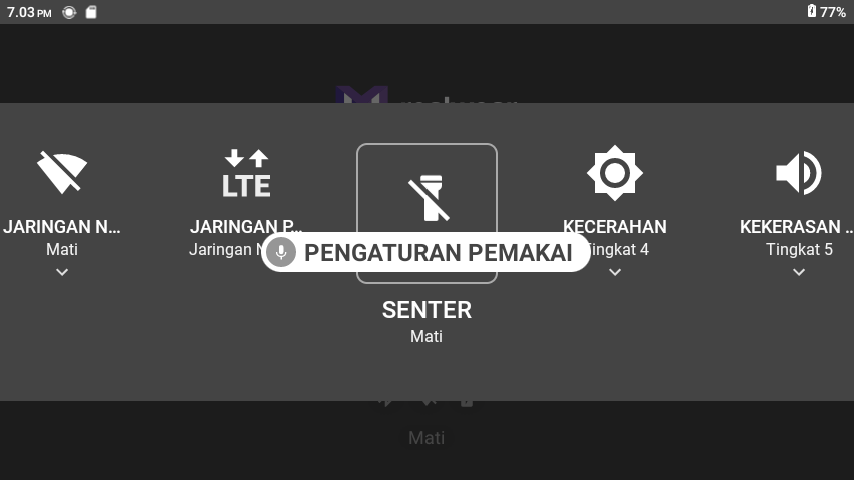 7.03 PM
77%
LTE
JARINGAN N...
JARINGAN P...
KECERAHAN
KEKERASAN ...
Mati
Jaringan
Tingkat 4
Tingkat 5
PENGATURAN PEMAKAI
SENTER
Mati
Mati